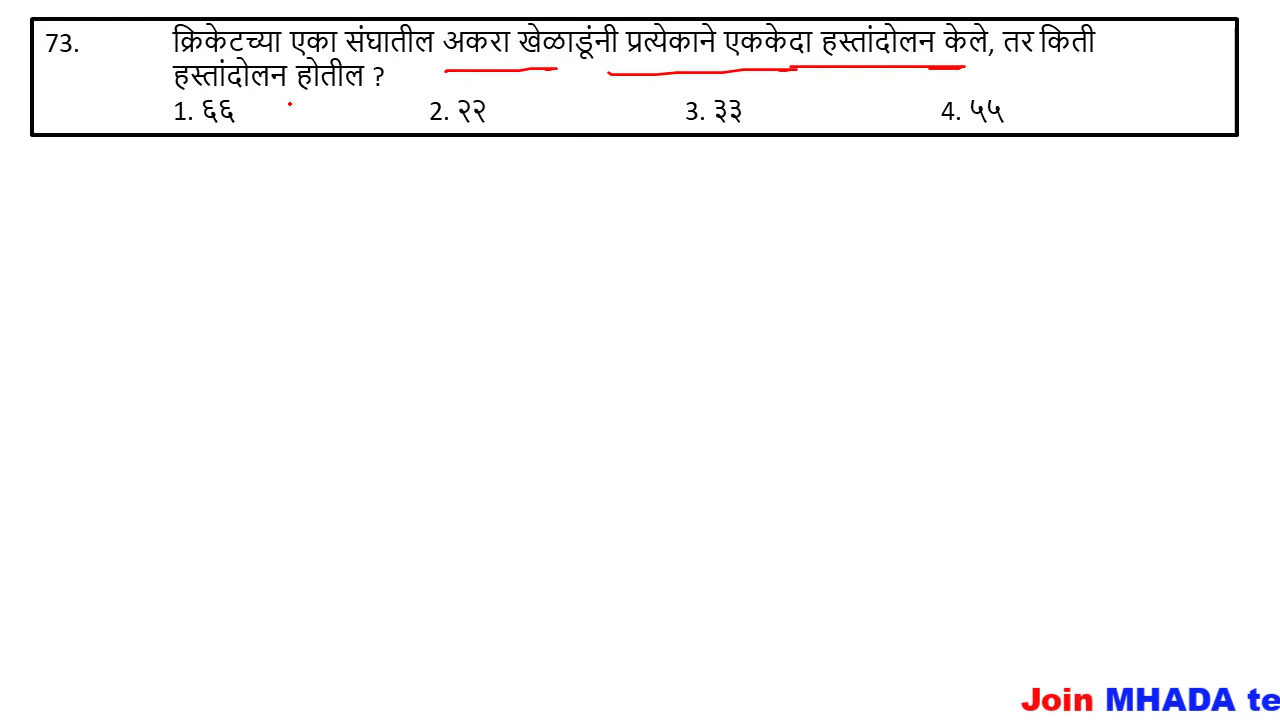 73. क्रिकेटच्या एका संघातील अकरा खेळाडूंनी प्रत्येकाने एककेदा हस्तांदोलन केले, तर किती
हस्तांदोलन होतील ?
1. ६६ 2. २२ 3. ३३ 4. ५५
Join MHADA te